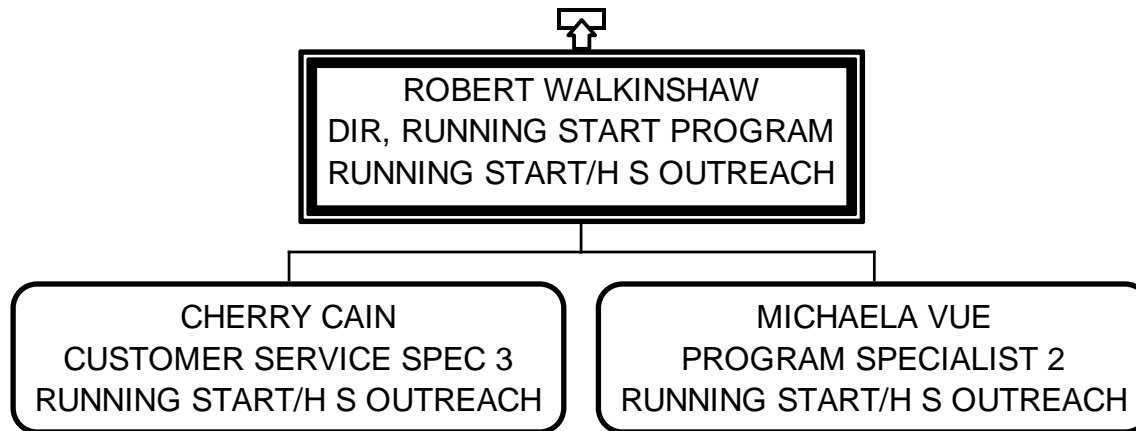 ROBERT WALKINSHAW
DIR, RUNNING START PROGRAM
RUNNING START/H S OUTREACH
CHERRY CAIN
CUSTOMER SERVICE SPEC 3
RUNNING START/H S OUTREACH
MICHAELA VUE
PROGRAM SPECIALIST 2
RUNNING START/H S OUTREACH